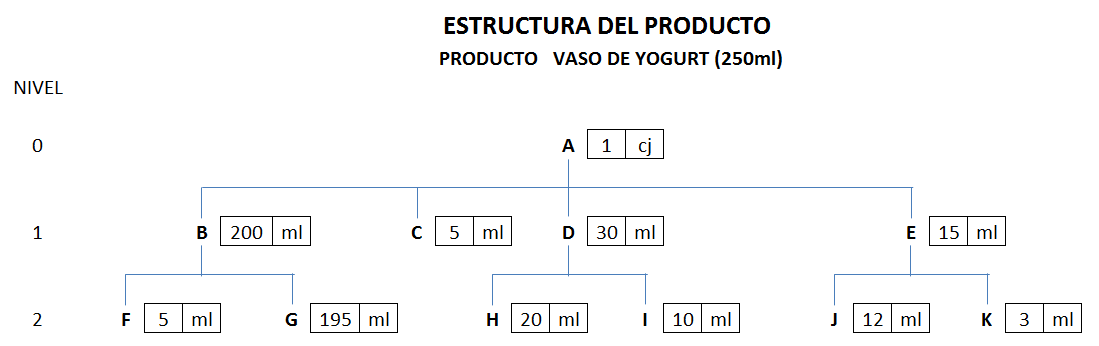 ESTRUCTURA DEL PRODUCTO
PRODUCTO VASO DE YOGURT (250ml)
NIVEL
0 A 1 cj
1 B 200 ml C 5 ml D 30 ml E 15 ml
2 F 5 ml G 195 ml H 20 ml I 10 ml J 12 ml K 3 ml